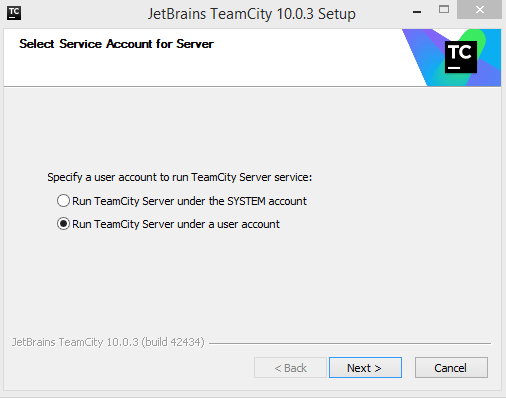 TC
JetBrains TeamCity 10.0.3 Setup
Select Service Account for Server
TC
Specify a user account to run TeamCity Server service:
Run TeamCity Server under the SYSTEM account
Run TeamCity Server under a user account
JetBrains TeamCity 10.0.3 (build 42434)
< Back
Next >
Cancel